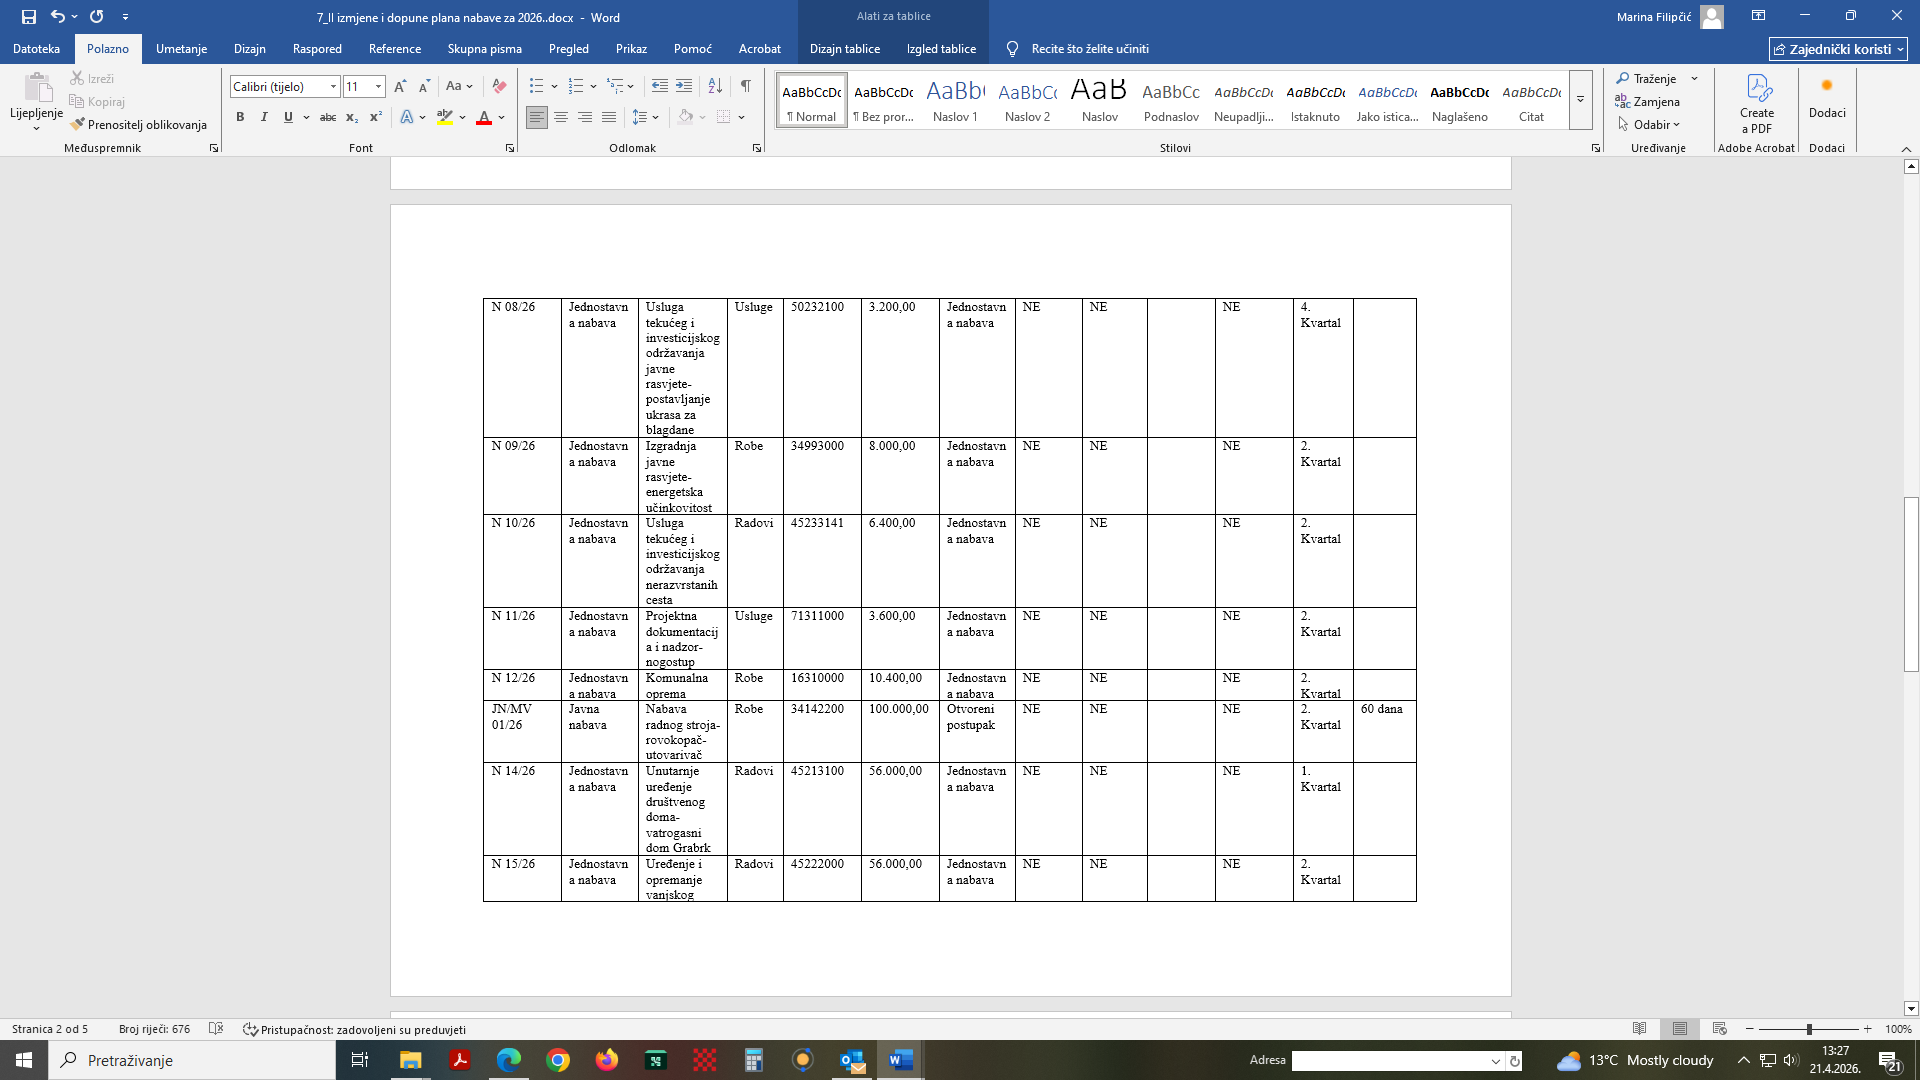 7_II izmjene i dopune plana nabave za 2026..docx - Word
Alati za tablice
Marina Filipčić
Datoteka Polazno Umetanje Dizajn Raspored Reference Skupna pisma Pregled Prikaz Pomoć Acrobat Dizajn tablice Izgled tablice Recite što želite učiniti Zajednički koristi
Lijepljenje
Izreži
Kopiraj
Prenositelj oblikovanja
Međuspremnik
Calibri (tijelo) 11
Font
Odlomak
AaBbCcDc AaBbCcDc AaBb( AaBbCc AaB AaBbCc AaBbCcDc AaBbCcDc AaBbCcDc AaBbCcDc AaBbCcDc
¶ Normal ¶ Bez pror... Naslov 1 Naslov 2 Naslov Podnaslov Neupadlji... Istaknuto Jako istica... Naglašeno Citat
Stilovi
Traženje
Zamjena
Odabir
Uređivanje
Create
a PDF
Adobe Acrobat
Dodaci
Dodaci
N 08/26 Jednostavn Usluga Usluge 50232100 3.200,00 Jednostavn NE NE NE 4.
a nabava tekućeg i a nabava Kvartal
investicijskog
održavanja
javne
rasvjete-
postavljanje
ukrasa za
blagdane
N 09/26 Jednostavn Izgradnja Robe 34993000 8.000,00 Jednostavn NE NE NE 2.
a nabava javne a nabava Kvartal
rasvjete-
energetska
učinkovitost
N 10/26 Jednostavn Usluga Radovi 45233141 6.400,00 Jednostavn NE NE NE 2.
a nabava tekućeg i a nabava Kvartal
investicijskog
održavanja
nerazvrstanih
cesta
N 11/26 Jednostavn Projektna Usluge 71311000 3.600,00 Jednostavn NE NE NE 2.
a nabava dokumentacij a nabava Kvartal
a i nadzor-
nogostup
N 12/26 Jednostavn Komunalna Robe 16310000 10.400,00 Jednostavn NE NE NE 2.
a nabava oprema a nabava Kvartal
JN/MV Javna Nabava Robe 34142200 100.000,00 Otvoreni NE NE NE 2. 60 dana
01/26 nabava radnog stroja- postupak Kvartal
rovokopač-
utovarivač
N 14/26 Jednostavn Unutarnje Radovi 45213100 56.000,00 Jednostavn NE NE NE 1.
a nabava uređenje a nabava Kvartal
društvenog
doma-
vatrogasni
dom Grabrk
N 15/26 Jednostavn Uređenje i Radovi 45222000 56.000,00 Jednostavn NE NE NE 2.
a nabava opremanje a nabava Kvartal
vanjskog
Stranica 2 od 5 Broj riječi: 676 Pristupačnost: zadovoljeni su preduvjeti 100%
Pretraživanje
Adresa
13°C Mostly cloudy
13:27
21.4.2026.
21